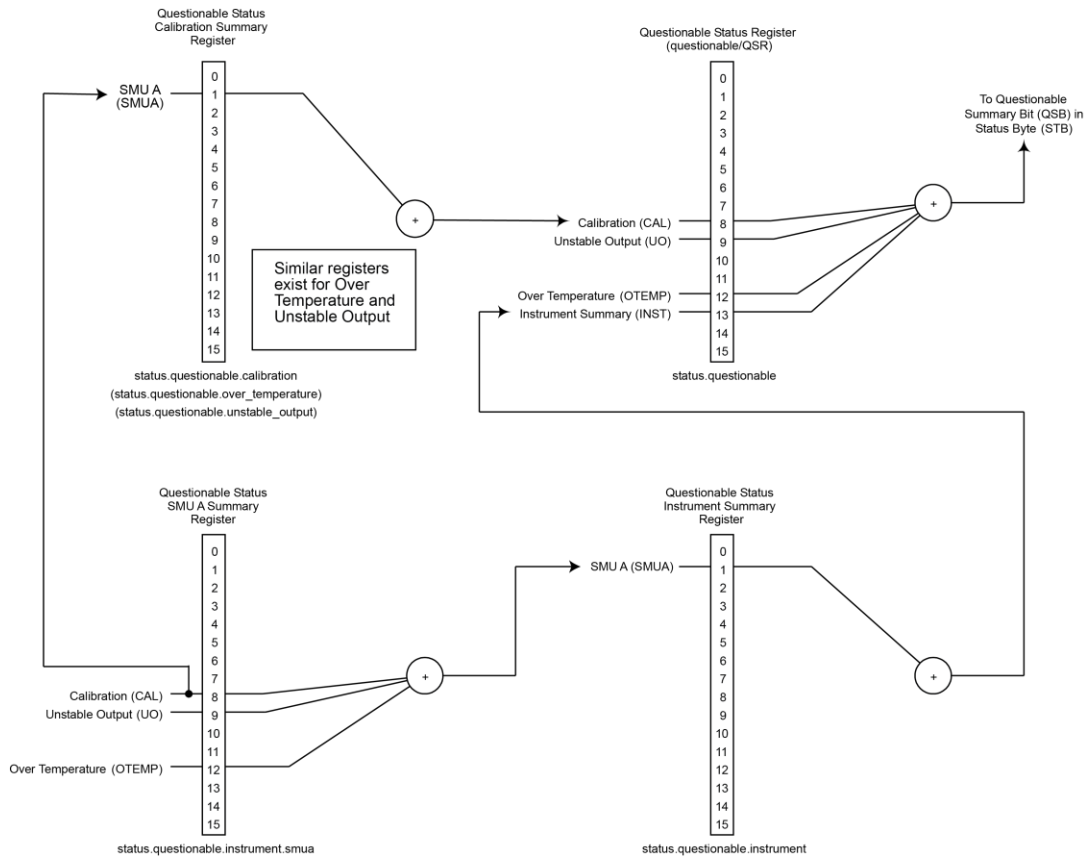 Questionable Status
Calibration Summary
Register
SMU A
(SMUA)
0
1
2
3
4
5
6
7
8
9
10
11
12
13
14
15
Similar registers
exist for Over
Temperature and
Unstable Output
+
status.questionable.calibration
(status.questionable.over_temperature)
(status.questionable.unstable_output)
Questionable Status Register
(questionable/QSR)
0
1
2
3
4
5
6
7
8
9
10
11
12
13
14
15
Calibration (CAL)
Unstable Output (UO)
Over Temperature (OTEMP)
Instrument Summary (INST)
+
To Questionable
Summary Bit (QSB) in
Status Byte (STB)
status.questionable
Questionable Status
SMU A Summary
Register
0
1
2
3
4
5
6
7
8
9
10
11
12
13
14
15
Calibration (CAL)
Unstable Output (UO)
Over Temperature (OTEMP)
+
status.questionable.instrument.smua
Questionable Status
Instrument Summary
Register
SMU A (SMUA)
0
1
2
3
4
5
6
7
8
9
10
11
12
13
14
15
+
status.questionable.instrument